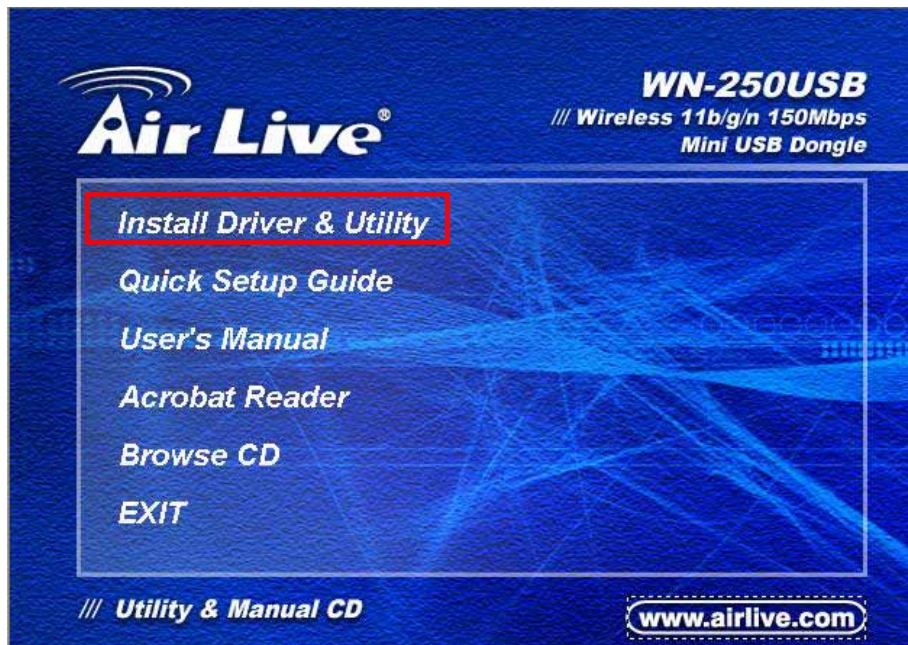 Air Live®
WN-250USB
/// Wireless 11b/g/n 150Mbps
Mini USB Dongle
Install Driver & Utility
Quick Setup Guide
User's Manual
Acrobat Reader
Browse CD
EXIT
/// Utility & Manual CD
www.airlive.com